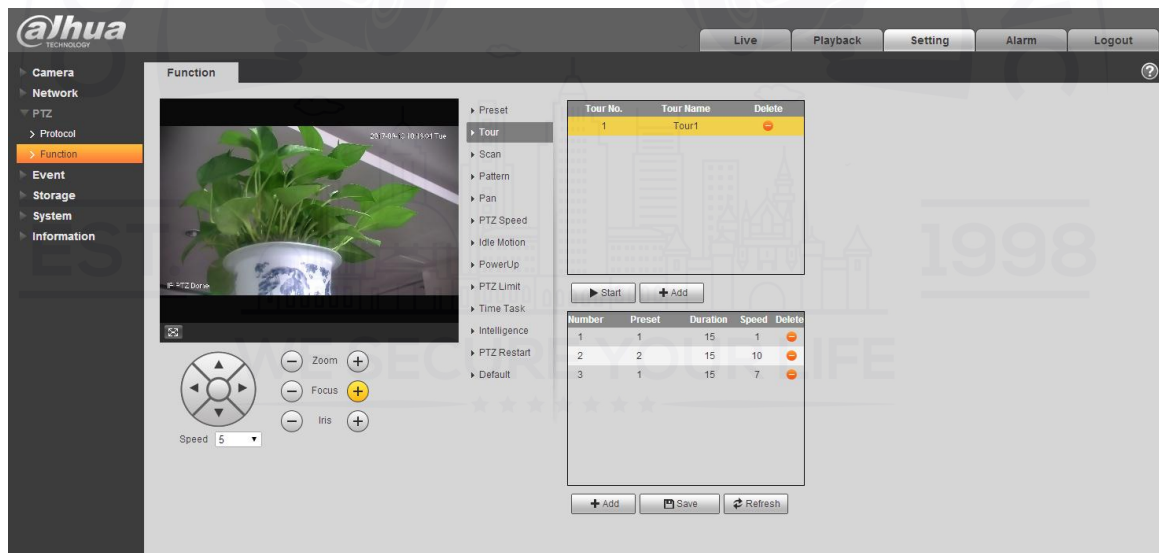 alhua
TECHNOLOGY
Live Playback Setting Alarm Logout
Camera
Network
PTZ
Protocol
Function
Event
Storage
System
Information
Function
IP PTZ Dome
Zoom
Focus
Iris
Speed 5
Preset
Tour
Scan
Pattern
Pan
PTZ Speed
Idle Motion
PowerUp
PTZ Limit
Time Task
Intelligence
PTZ Restart
Default
Tour No. Tour Name Delete
1 Tour1
Start Add
Number Preset Duration Speed Delete
1 1 15 1
2 2 15 10
3 1 15 7
Add Save Refresh
EST. 1998
WE SECURE YOUR LIFE